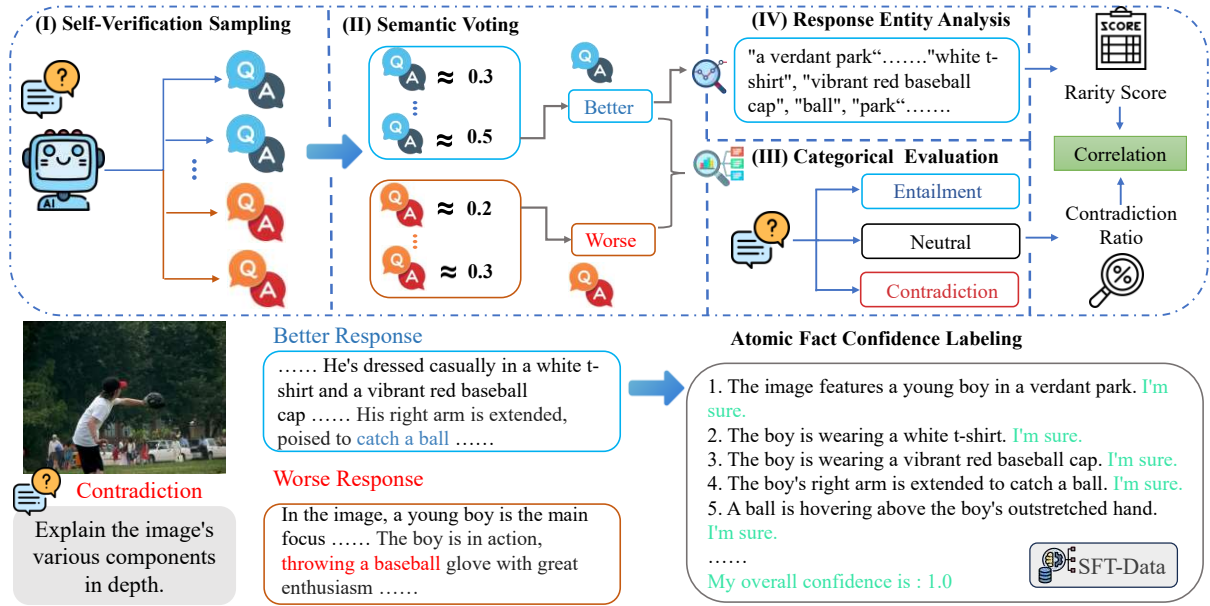 (I) Self-Verification Sampling
? 
AI
Q A
Q A
Q A
Q A
(II) Semantic Voting
Q A ≈ 0.3
Q A ≈ 0.5
Q A ≈ 0.2
Q A ≈ 0.3
Q A
Better
Worse
Q A
(IV) Response Entity Analysis
"a verdant park“…….“white t-
shirt", "vibrant red baseball
cap", "ball", "park“…….
(III) Categorical Evaluation
?
Entailment
Neutral
Contradiction
SCORE
Rarity Score
Correlation
Contradiction
Ratio
%
?
Contradiction
Explain the image's
various components
in depth.
Better Response
…… He's dressed casually in a white t-
shirt and a vibrant red baseball
cap …… His right arm is extended,
poised to catch a ball ……
Worse Response
In the image, a young boy is the main
focus …… The boy is in action,
throwing a baseball glove with great
enthusiasm ……
Atomic Fact Confidence Labeling
1. The image features a young boy in a verdant park. I'm
sure.
2. The boy is wearing a white t-shirt. I'm sure.
3. The boy is wearing a vibrant red baseball cap. I'm sure.
4. The boy's right arm is extended to catch a ball. I'm sure.
5. A ball is hovering above the boy's outstretched hand.
I'm sure.
……
My overall confidence is : 1.0
SFT-Data